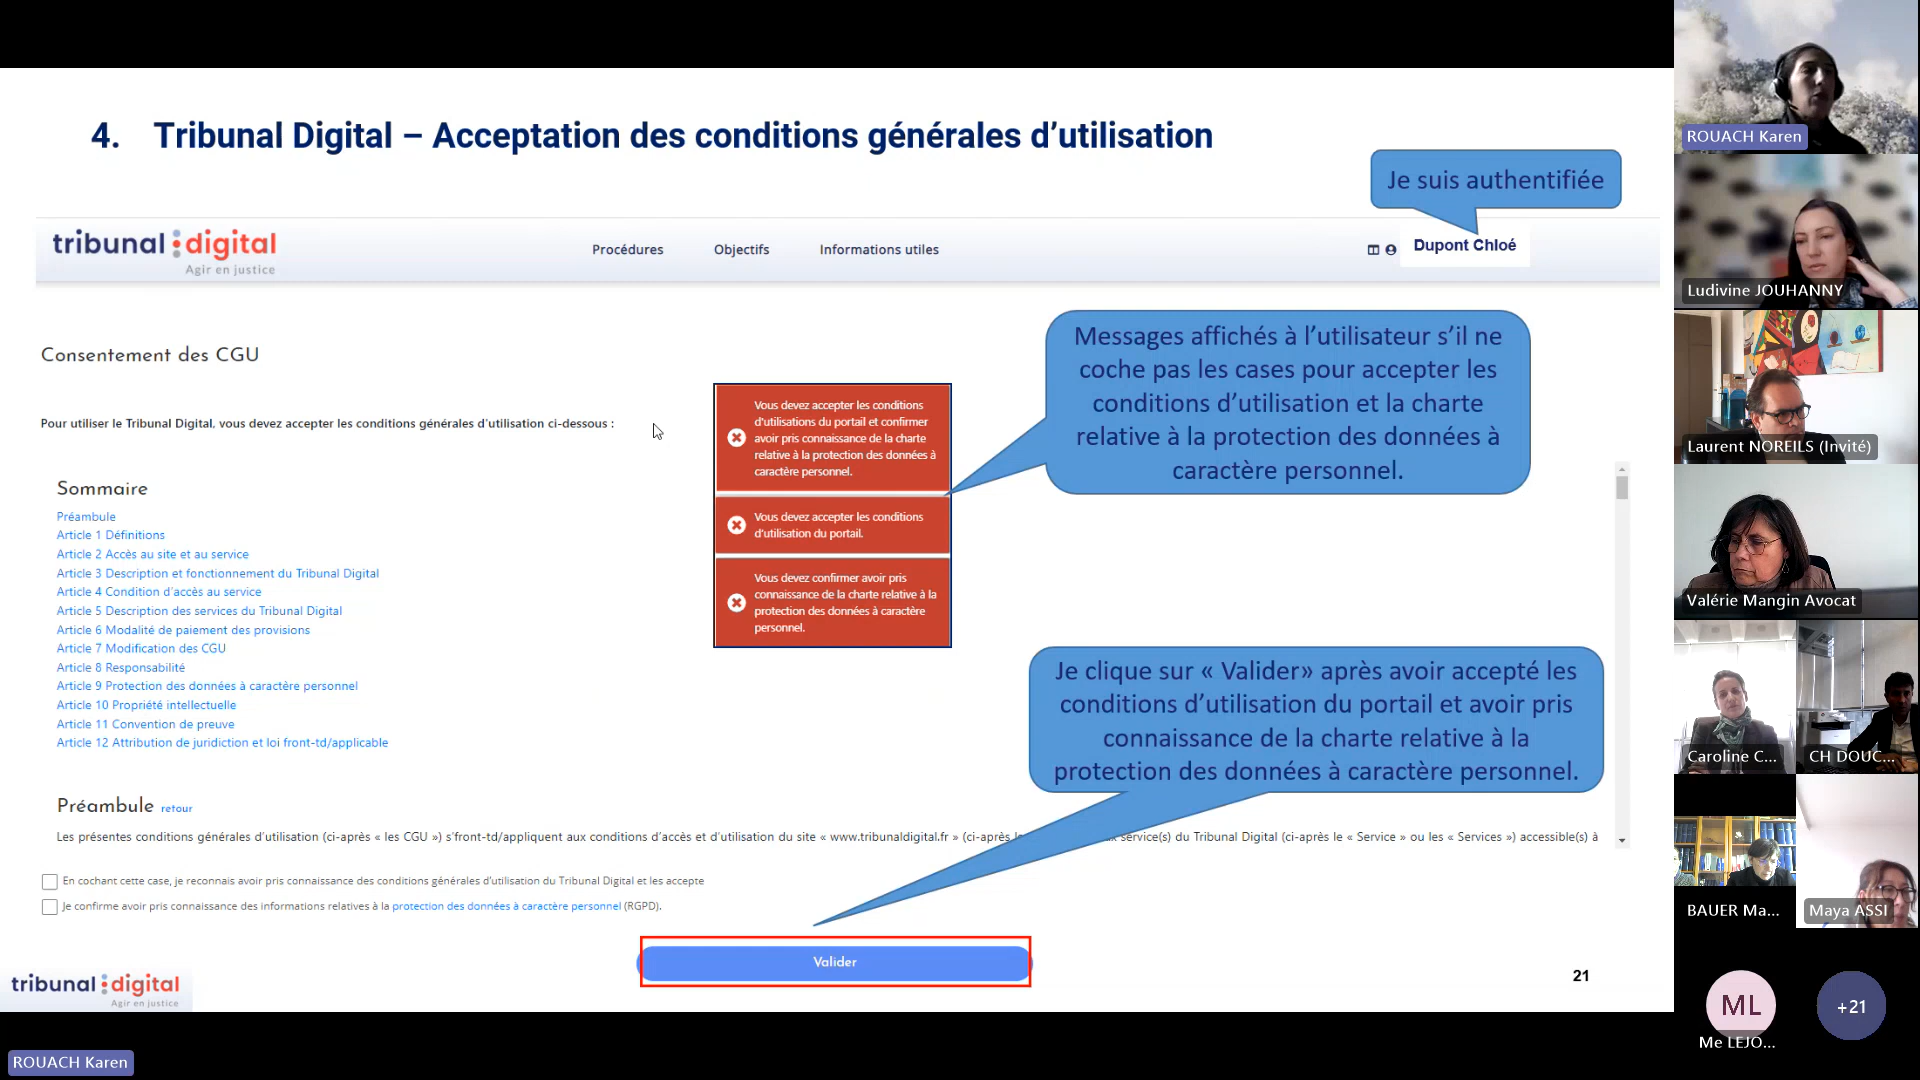 4. Tribunal Digital – Acceptation des conditions générales d’utilisation
Je suis authentifiée
tribunal digital
Agir en justice
Procédures
Objectifs
Informations utiles
Dupont Chloé
Consentement des CGU
Pour utiliser le Tribunal Digital, vous devez accepter les conditions générales d'utilisation ci-dessous :
Sommaire
Préambule
Article 1 Définitions
Article 2 Accès au site et au service
Article 3 Description et fonctionnement du Tribunal Digital
Article 4 Condition d'accès au service
Article 5 Description des services du Tribunal Digital
Article 6 Modalité de paiement des provisions
Article 7 Modification des CGU
Article 8 Responsabilité
Article 9 Protection des données à caractère personnel
Article 10 Propriété intellectuelle
Article 11 Convention de preuve
Article 12 Attribution de juridiction et loi front-td/applicable
Vous devez accepter les conditions
d'utilisations du portail et confirmer
avoir pris connaissance de la charte
relative à la protection des données à
caractère personnel.
Vous devez accepter les conditions
d'utilisation du portail.
Vous devez confirmer avoir pris
connaissance de la charte relative à la
protection des données à caractère
personnel.
Messages affichés à l’utilisateur s’il ne
coche pas les cases pour accepter les
conditions d’utilisation et la charte
relative à la protection des données à
caractère personnel.
Je clique sur « Valider» après avoir accepté les
conditions d’utilisation du portail et avoir pris
connaissance de la charte relative à la
protection des données à caractère personnel.
Préambule retour
Les présentes conditions générales d'utilisation (ci-après « les CGU ») s'front-td/appliquent aux conditions d'accès et d'utilisation du site « www.tribunaldigital.fr » (ci-après service(s) du Tribunal Digital (ci-après le « Service » ou les « Services ») accessible(s) à
En cochant cette case, je reconnais avoir pris connaissance des conditions générales d'utilisation du Tribunal Digital et les accepte
Je confirme avoir pris connaissance des informations relatives à la protection des données à caractère personnel (RGPD).
Valider
tribunal digital
Agir en justice
21
ROUACH Karen
ROUACH Karen
Ludivine JOUHANNY
Laurent NOREILS (Invité)
Valérie Mangin Avocat
Caroline C...
CH DOUC...
BAUER Ma...
Maya ASSI
ML
Me LEJO...
+21